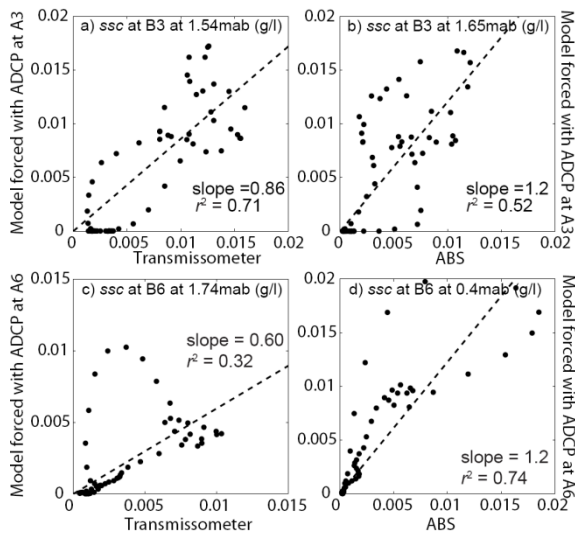 a) ssc at B3 1.54mab (g/l)
Model forced with ADCP at A3
0.02
0.015
0.01
0.005
0
slope =0.86
r² = 0.71
0 0.005 0.01 0.015 0.02
Transmissometer
b) ssc at B3 at 1.65mab (g/l)
Model forced with ADCP at A3
0.02
0.015
0.01
0.005
0
slope =1.2
r² = 0.52
0 0.005 0.01 0.015 0.02
ABS
c) ssc at B6 at 1.74mab (g/l)
Model forced with ADCP at A6
0.015
0.01
0.005
0
slope = 0.60
r² = 0.32
0 0.005 0.01 0.015
Transmissometer
d) ssc at B6 at 0.4mab (g/l)
Model forced with ADCP at A6
0.02
0.015
0.01
0.005
0
slope = 1.2
r² = 0.74
0 0.005 0.01 0.015 0.02
ABS